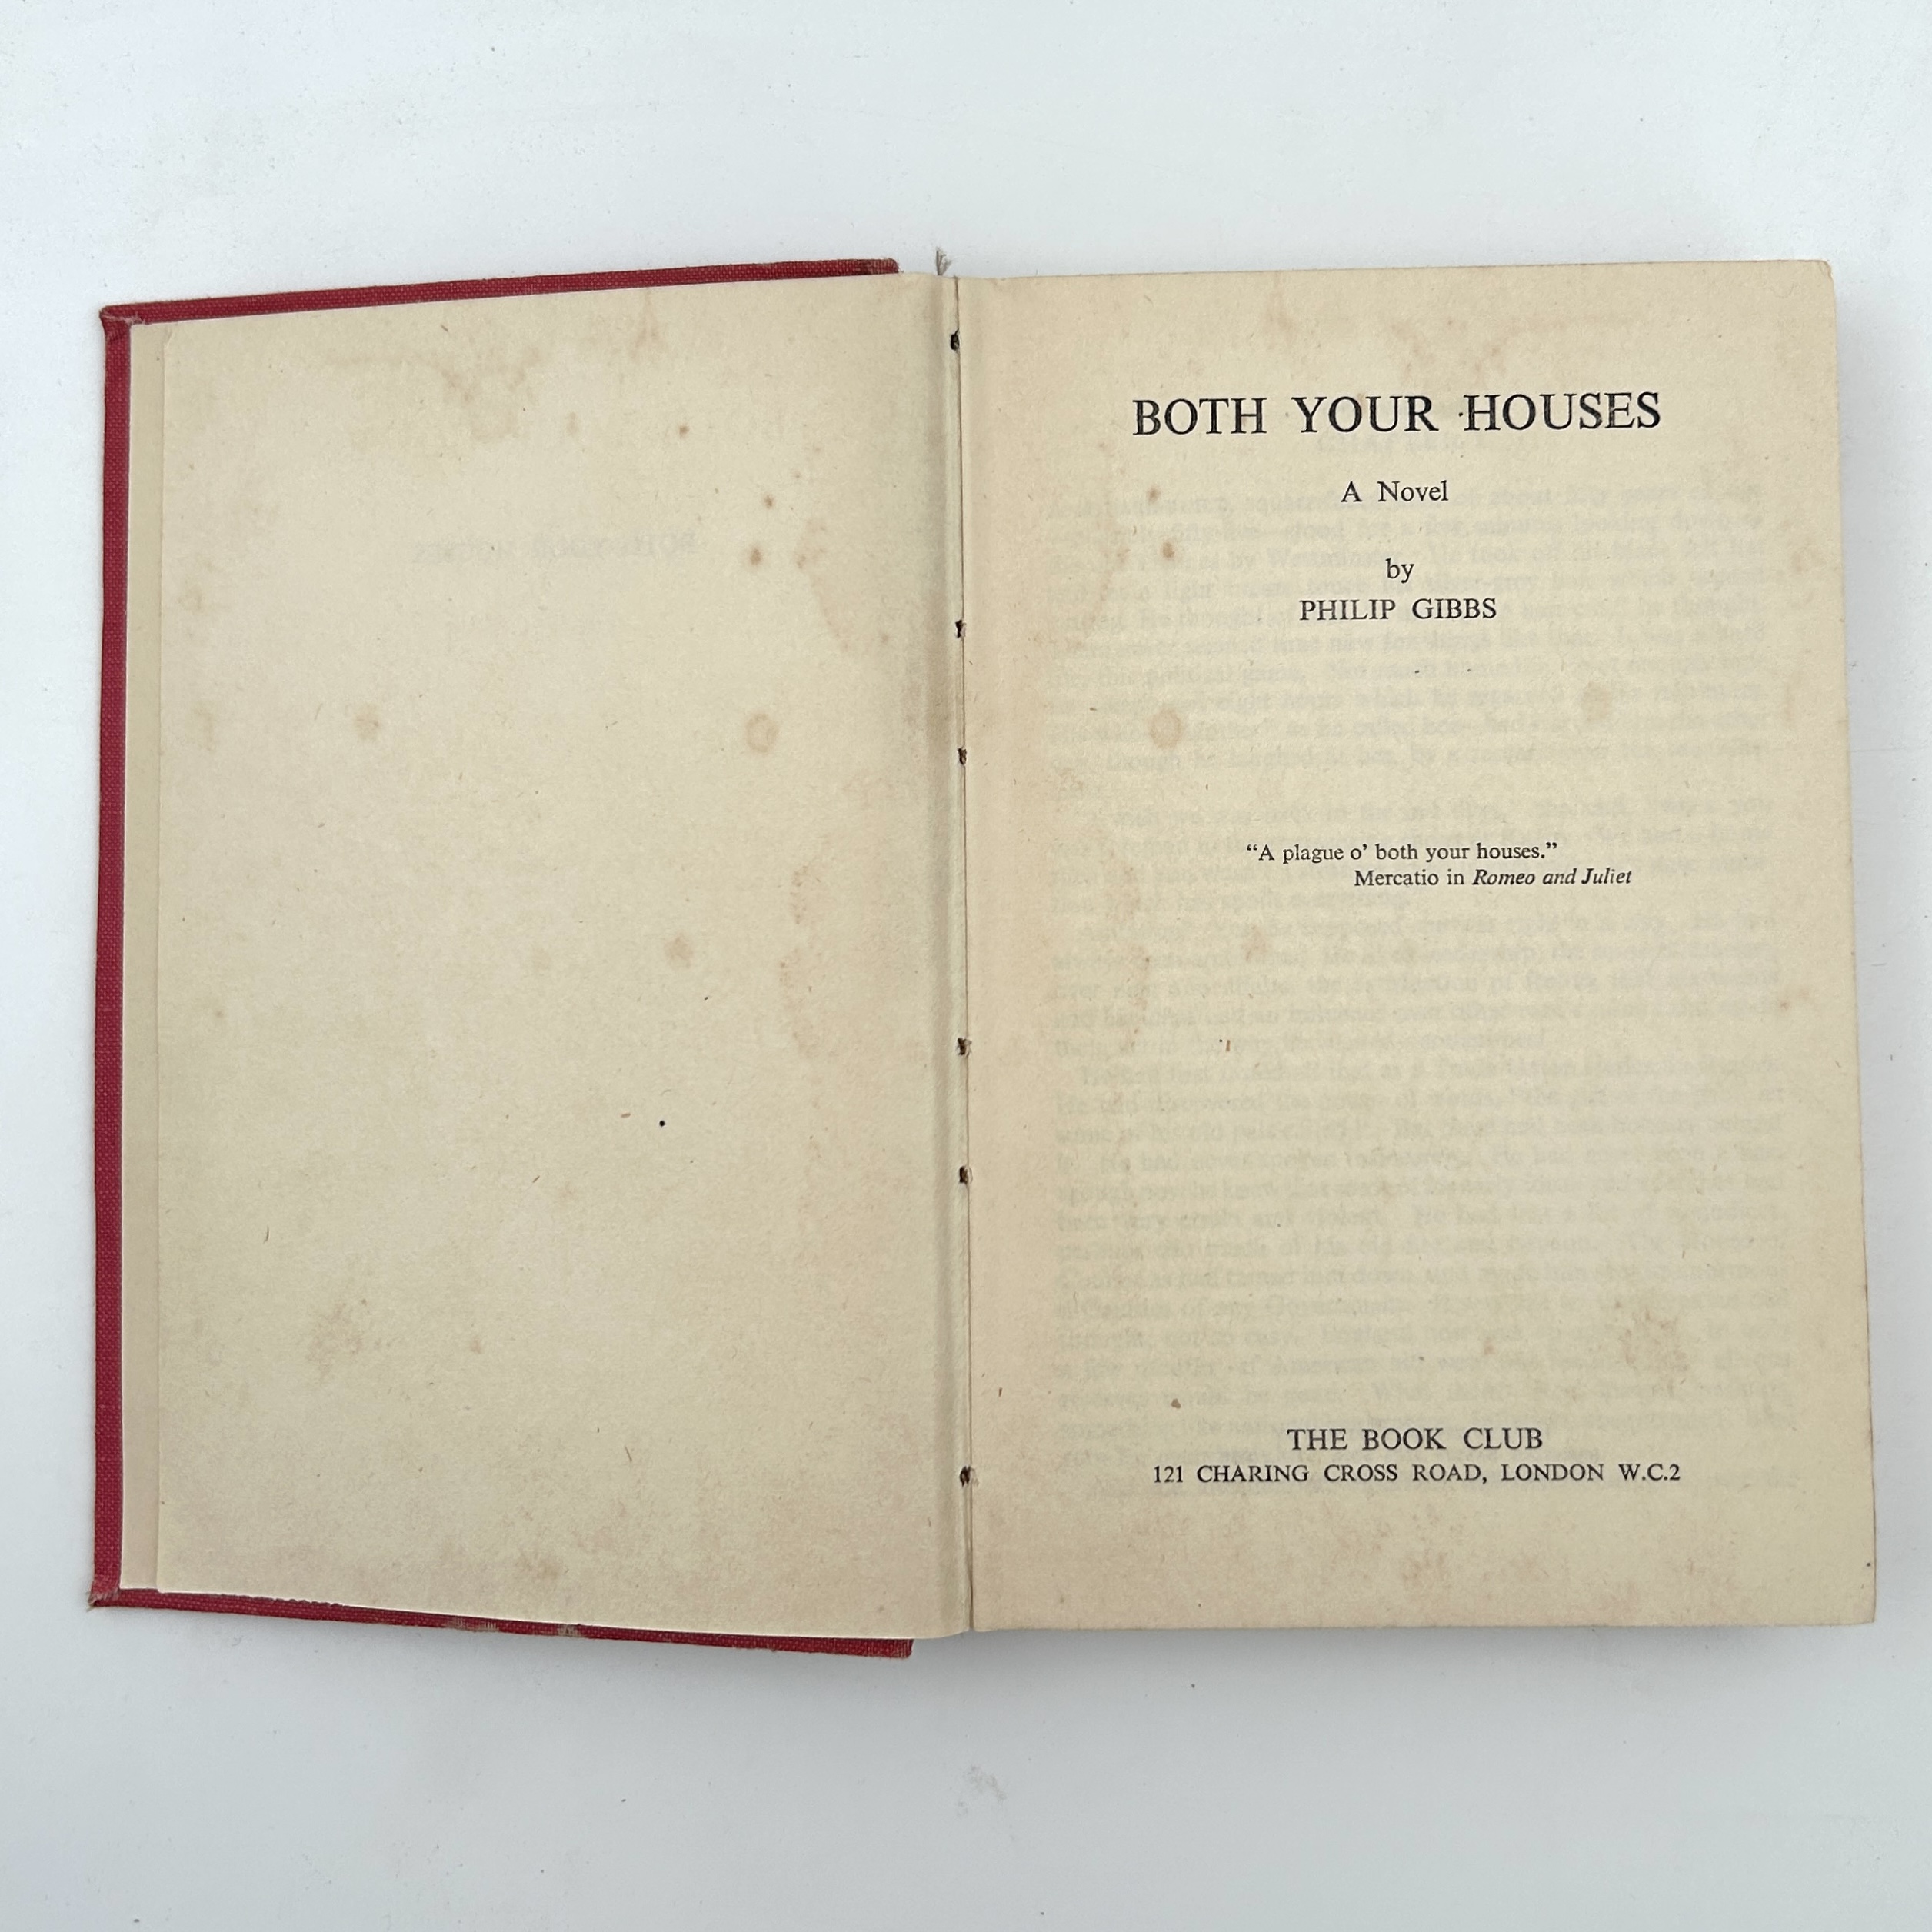 BOTH YOUR HOUSES
A Novel
by
PHILIP GIBBS
“A plague o’ both your houses.”
Mercatio in Romeo and Juliet
THE BOOK CLUB
121 CHARING CROSS ROAD, LONDON W.C.2